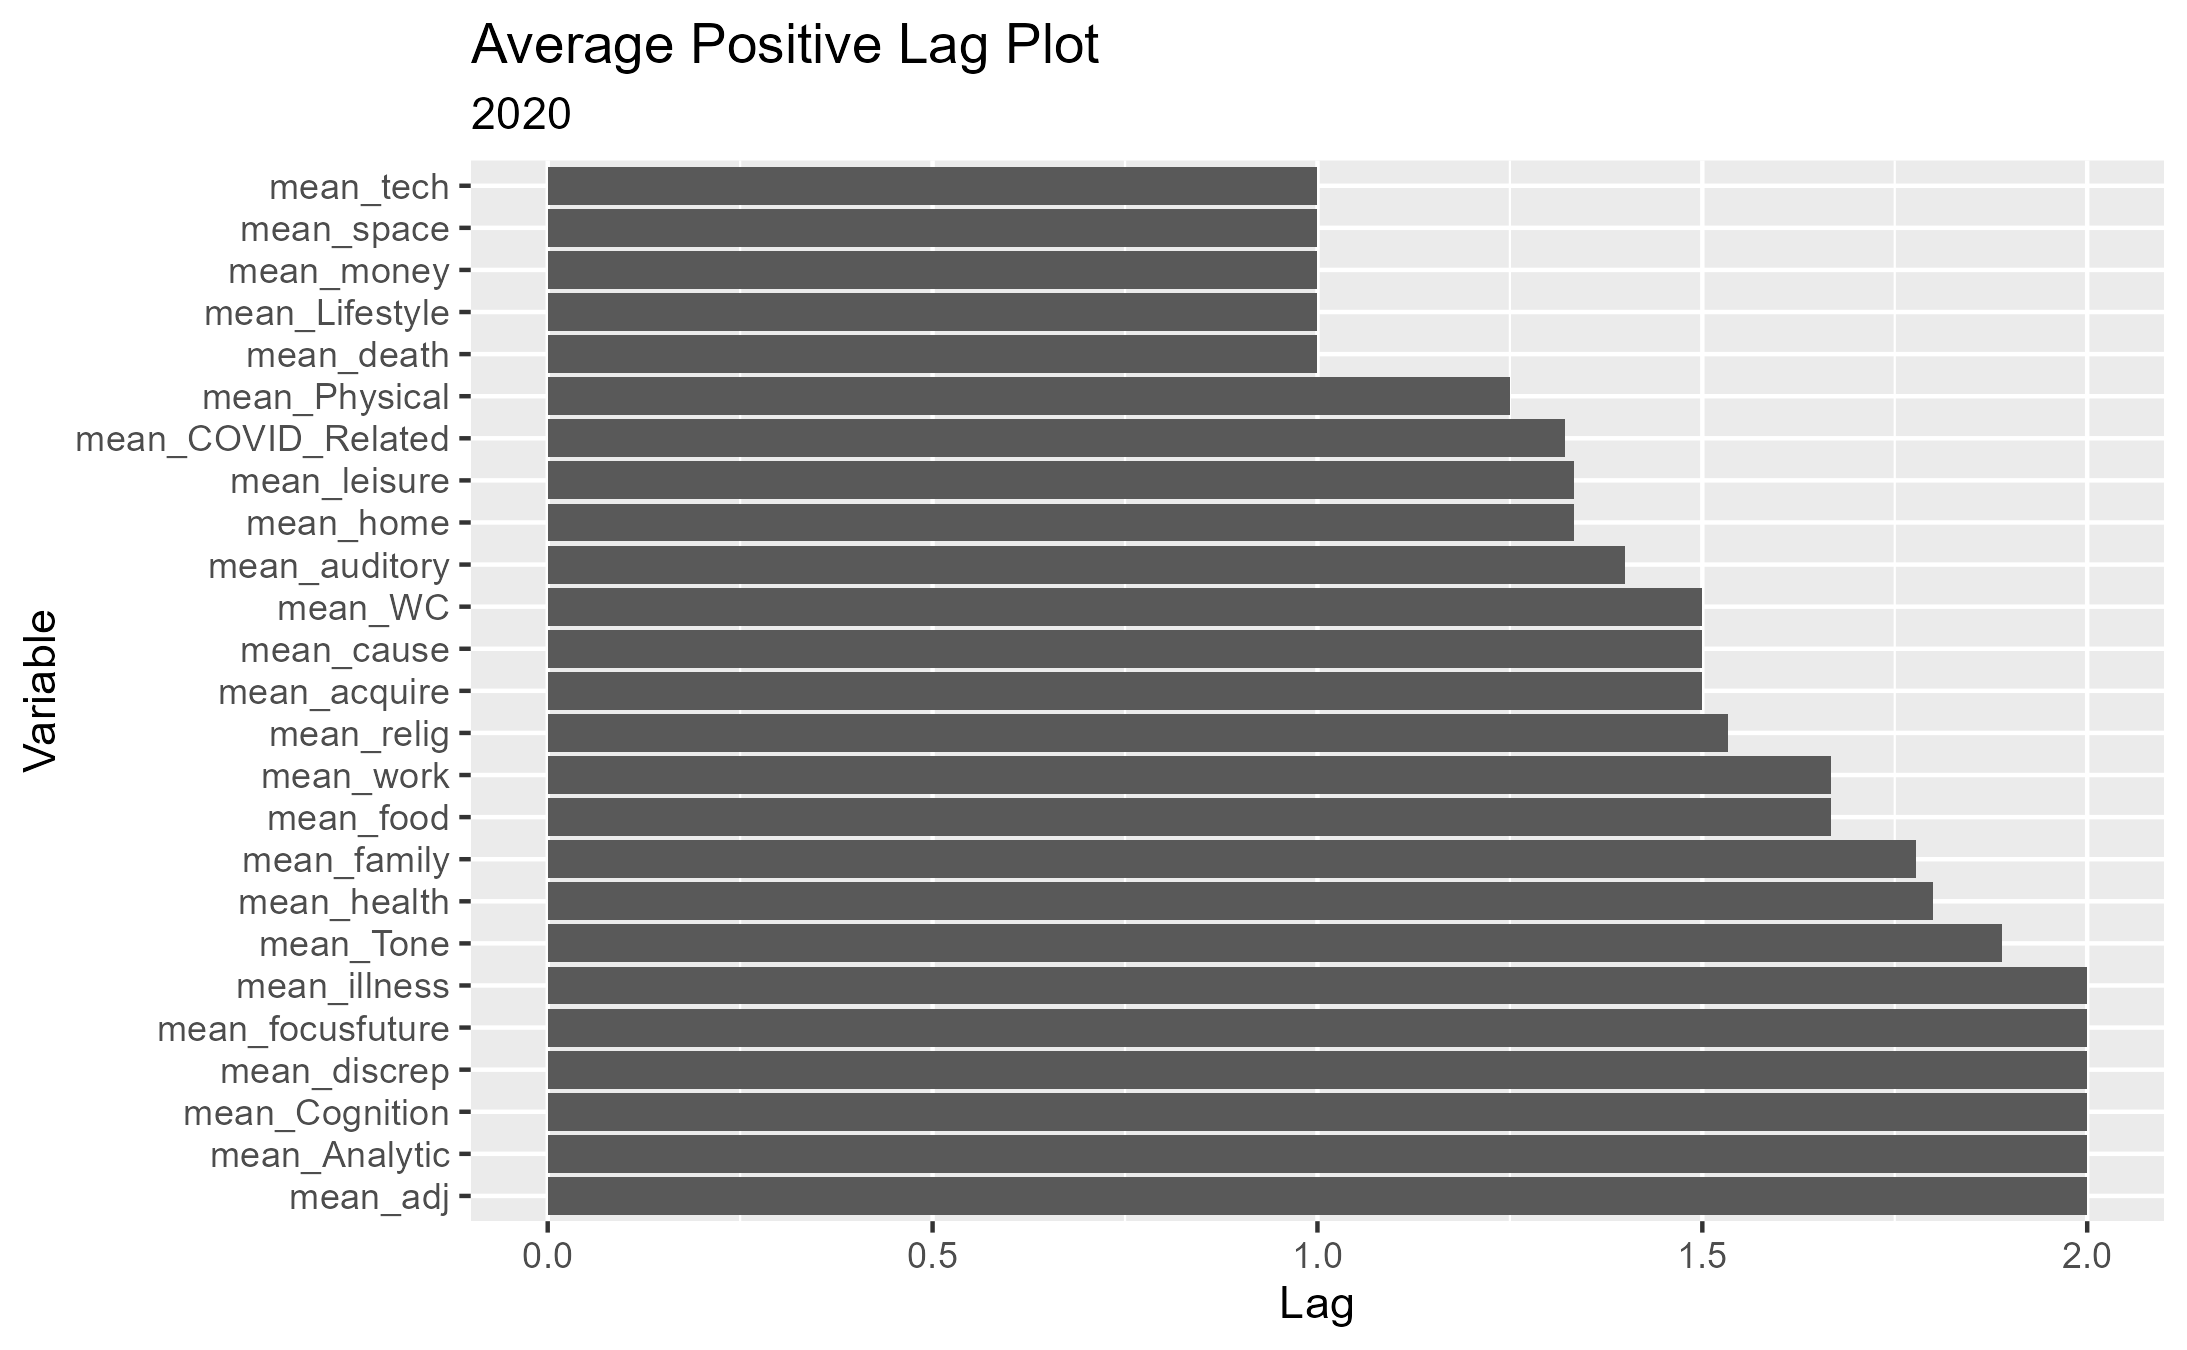 Average Positive Lag Plot
2020
Variable
mean_tech
mean_space
mean_money
mean_Lifestyle
mean_death
mean_Physical
mean_COVID_Related
mean_leisure
mean_home
mean_auditory
mean_WC
mean_cause
mean_acquire
mean_relig
mean_work
mean_food
mean_family
mean_health
mean_Tone
mean_illness
mean_focusfuture
mean_discrep
mean_Cognition
mean_Analytic
mean_adj
0.0 0.5 1.0 1.5 2.0
Lag